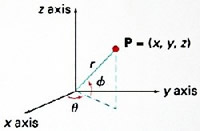 z axis
P = (x, y, z)
r
ϕ
y axis
θ
x axis